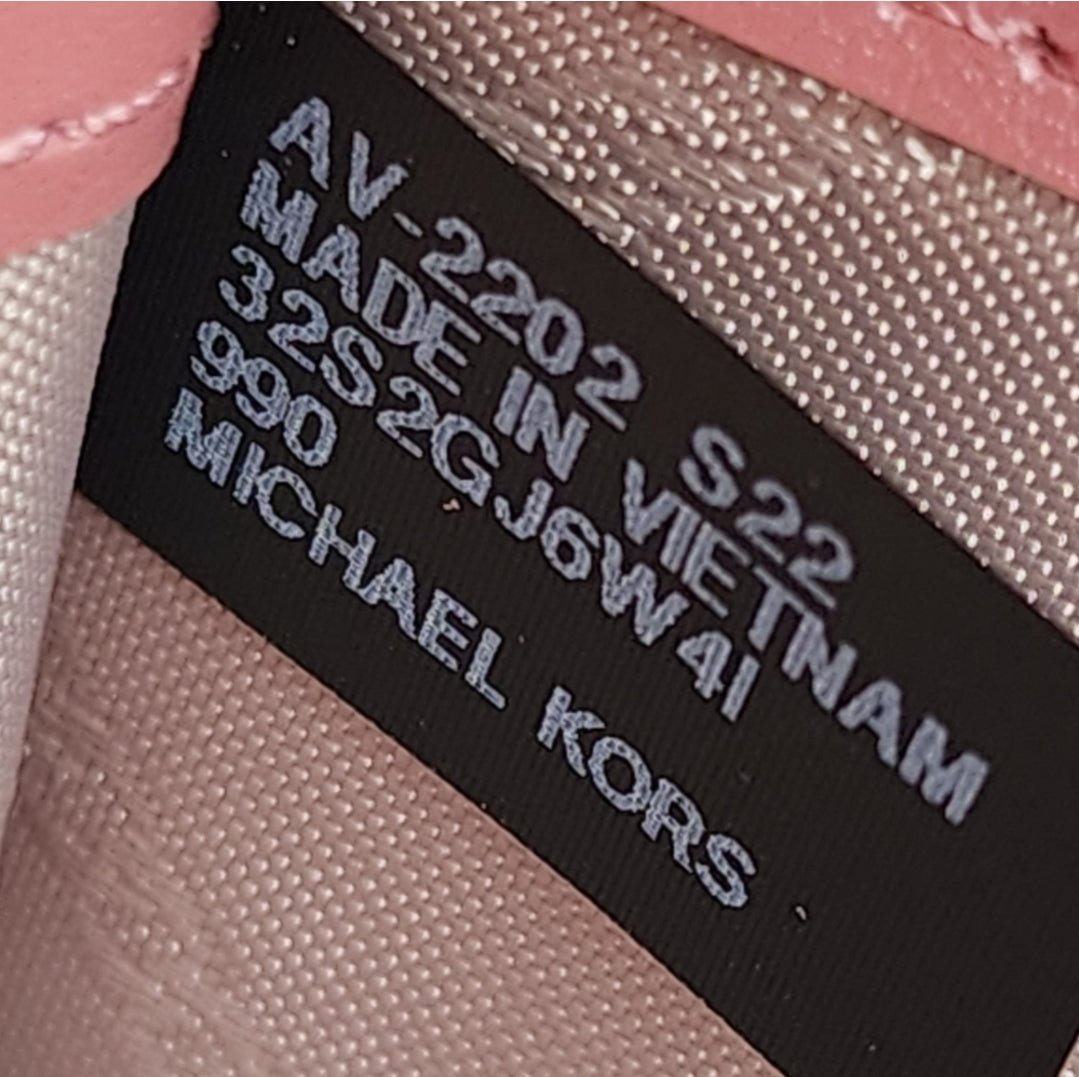 AV-2202 S22
MADE IN VIETNAM
32S2GJ6W4I
990
MICHAEL KORS